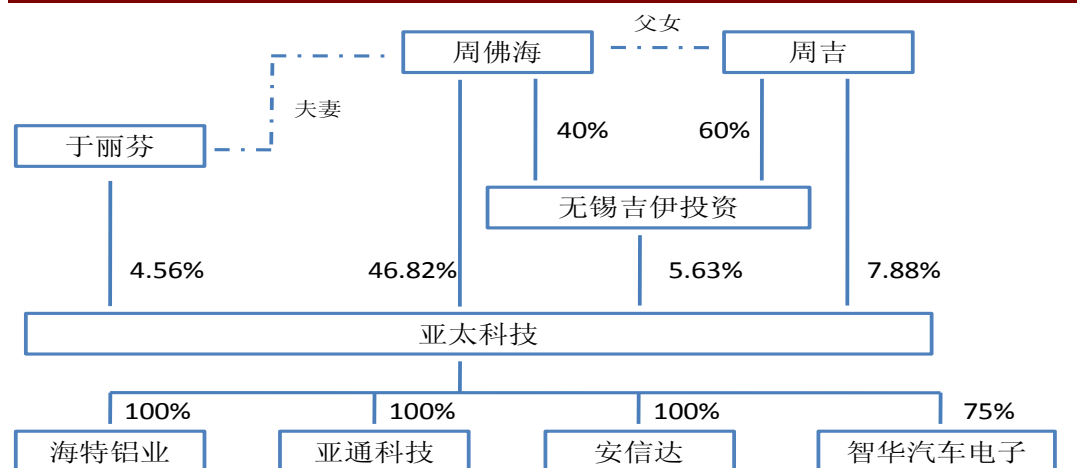 父女
周佛海
周吉
夫妻
于丽芬
40%
60%
无锡吉伊投资
4.56%
46.82%
5.63%
7.88%
亚太科技
100%
100%
100%
75%
海特铝业
亚通科技
安信达
智华汽车电子